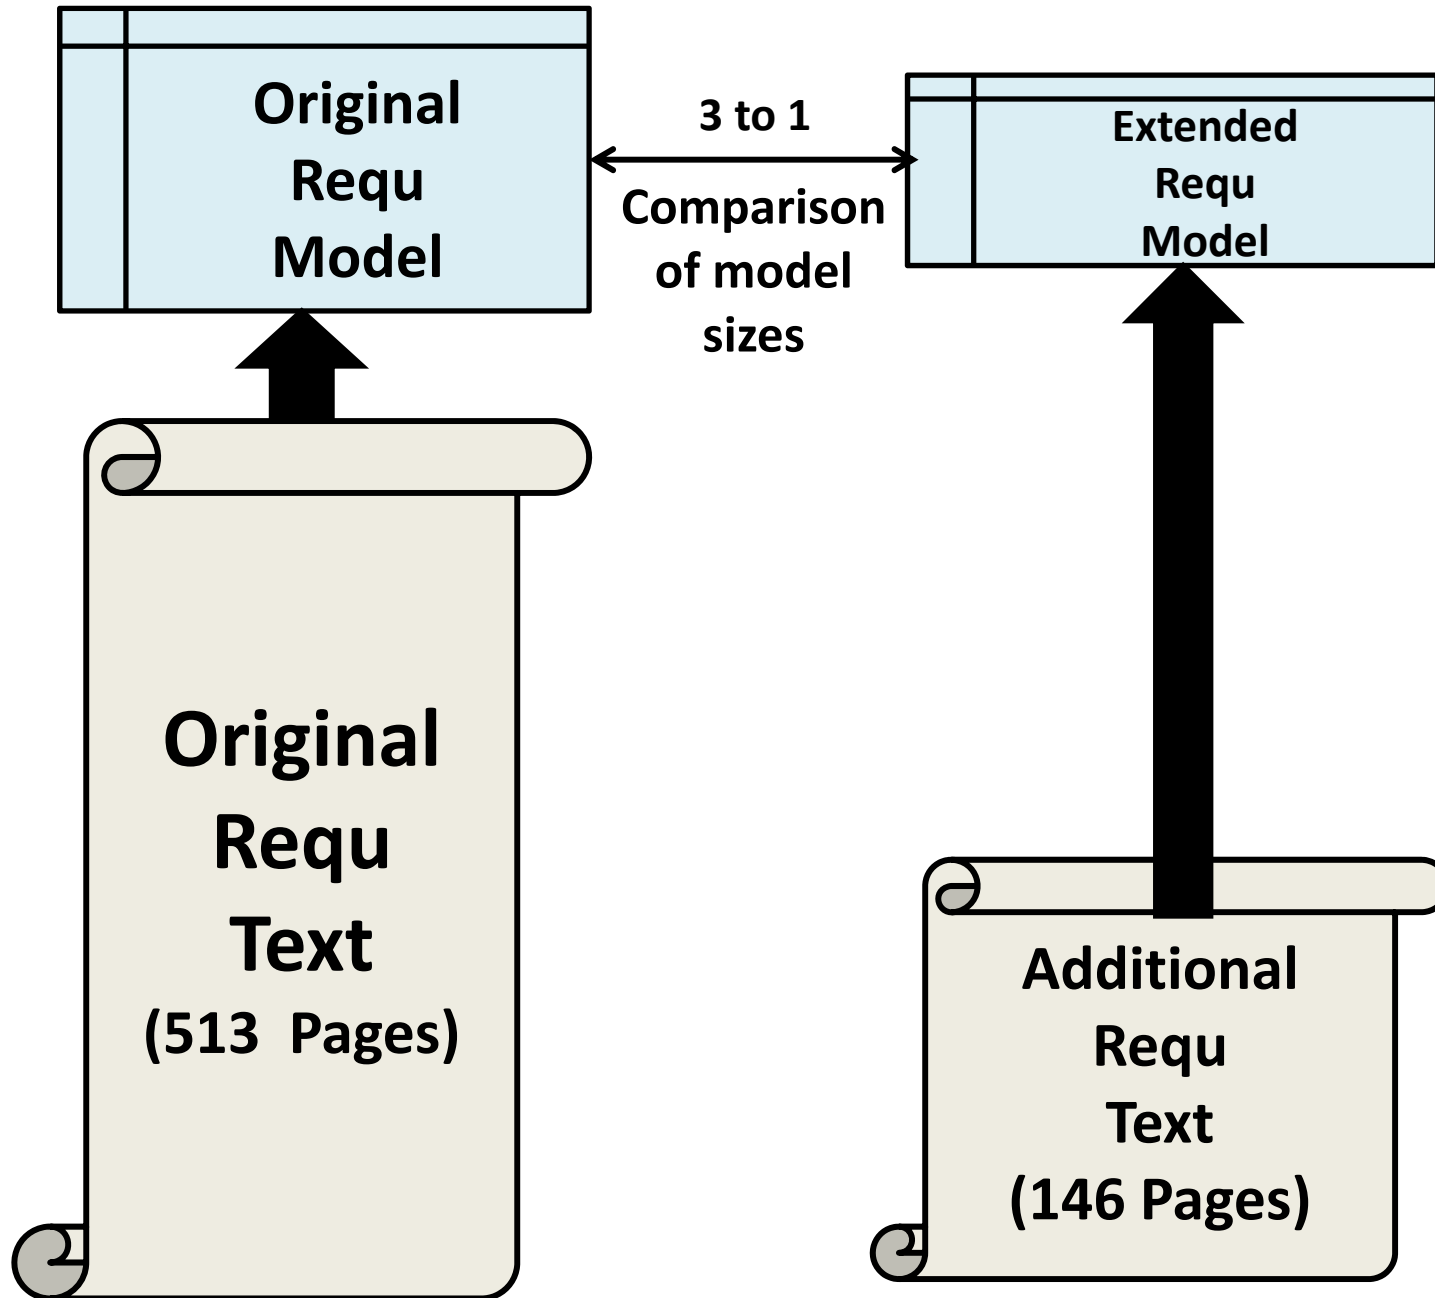 Original
Requ
Model
3 to 1
Comparison
of model
sizes
Extended
Requ
Model
Original
Requ
Text
(513  Pages)
Additional
Requ
Text
(146 Pages)